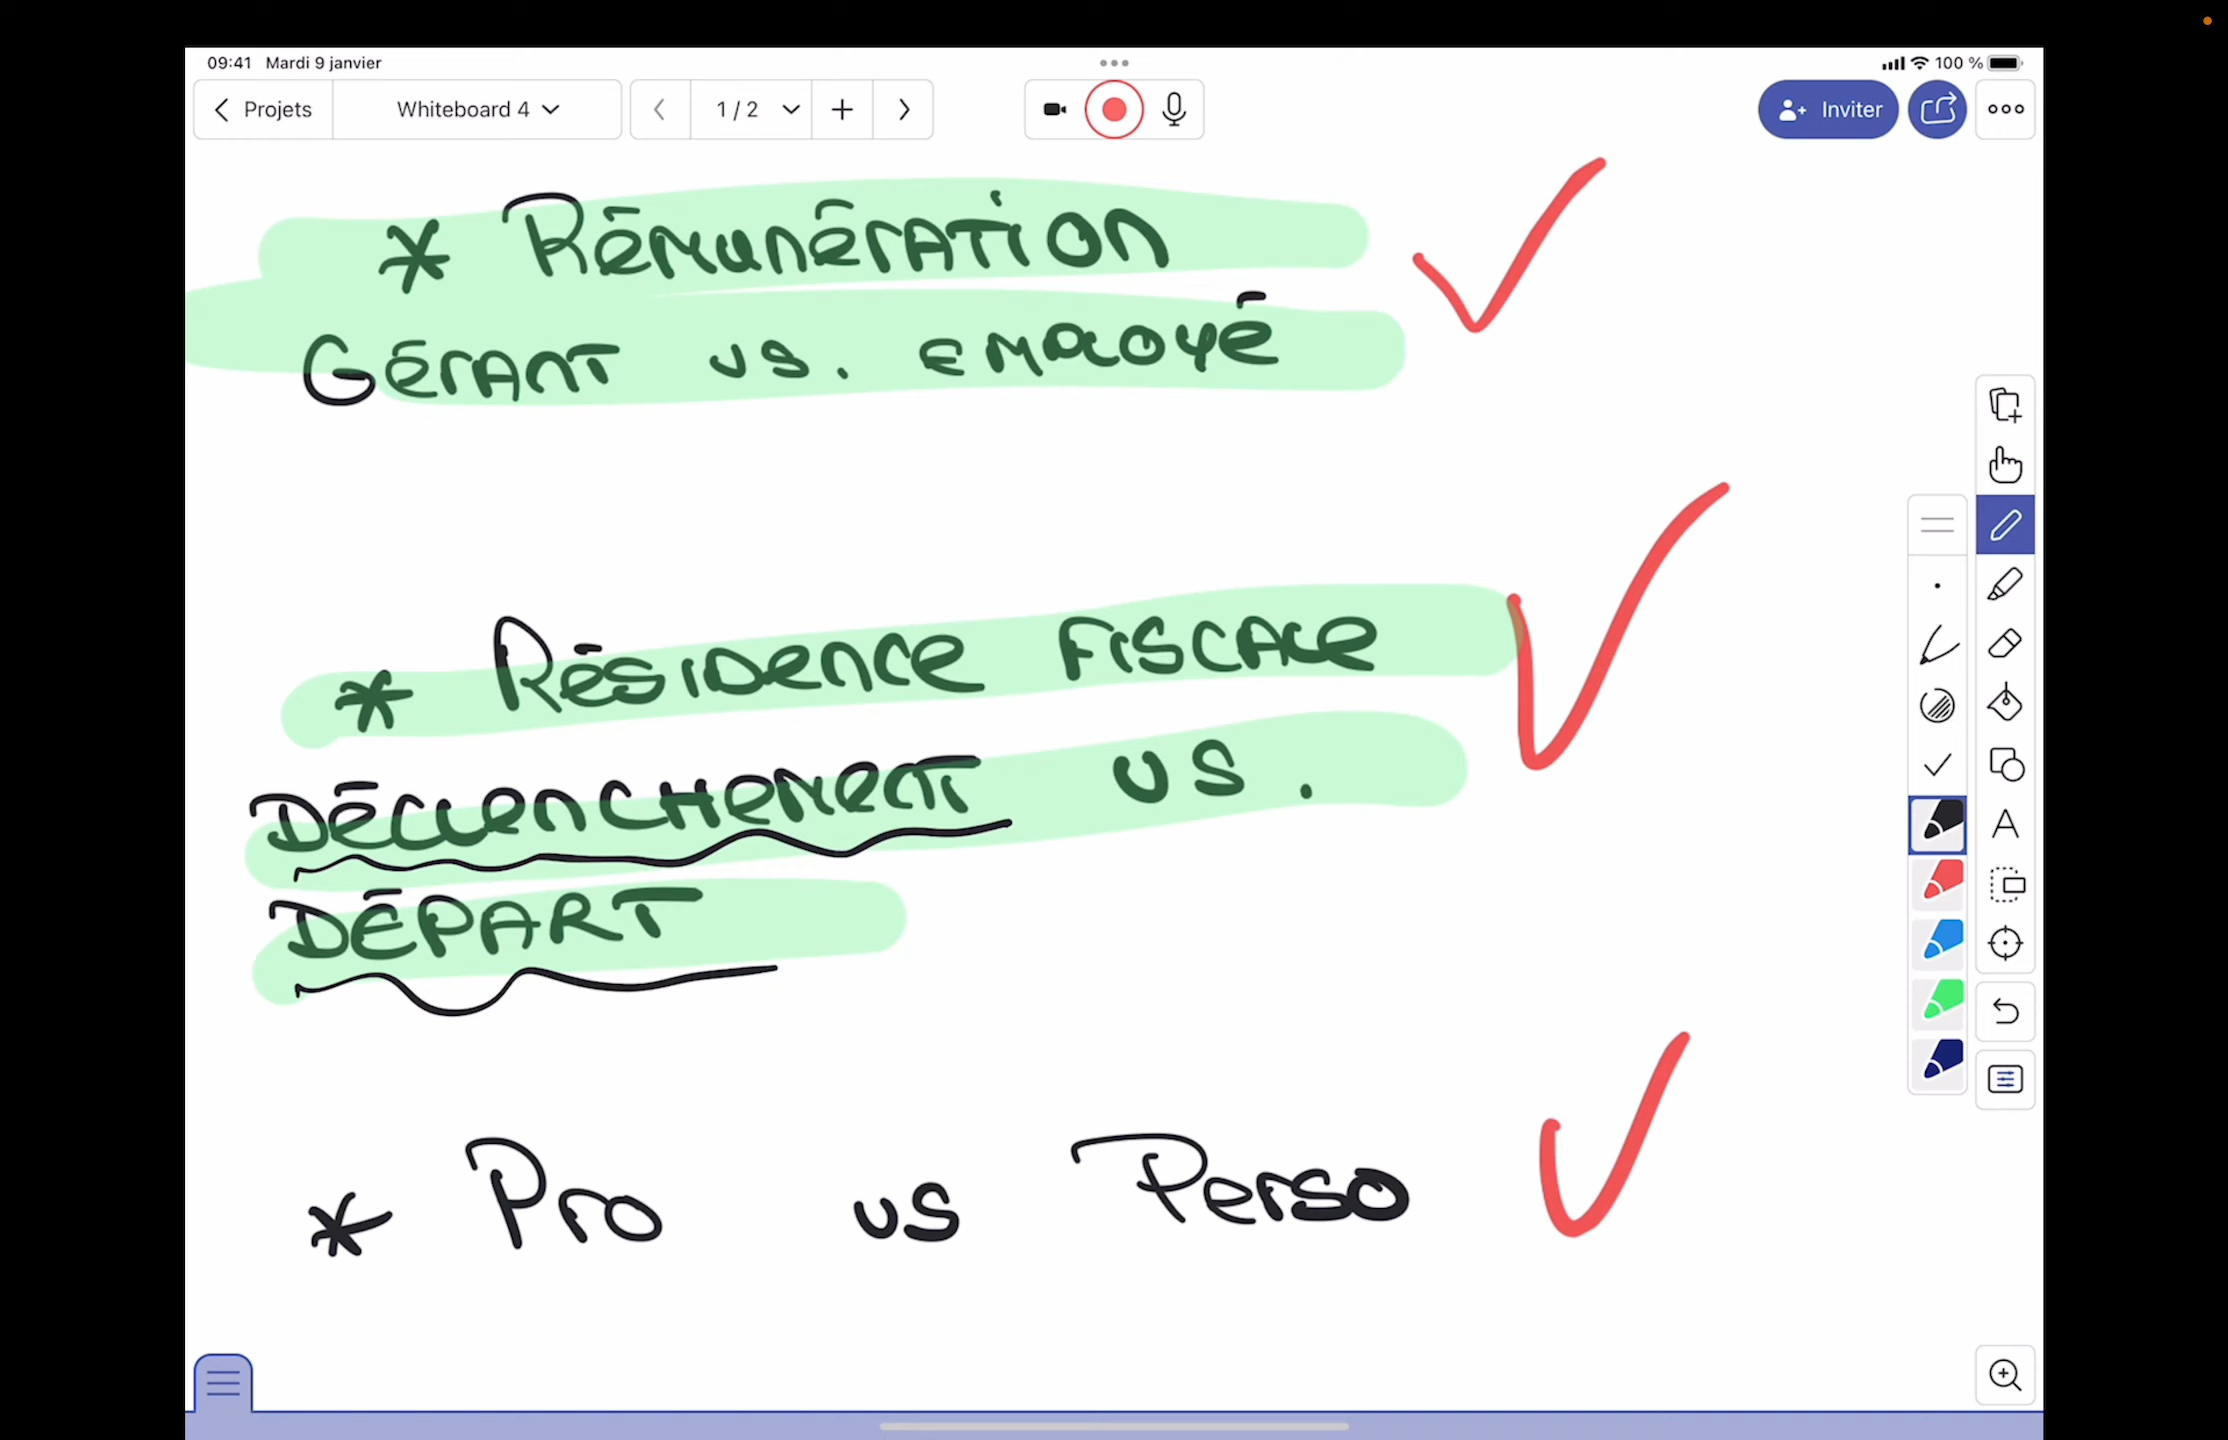 09:41 Mardi 9 janvier
100 %
Projets
Whiteboard 4
1 / 2
Inviter
* Rémunération
Gérant vs. employé
* Résidence fiscale
Déclenchement vs.
Départ
* Pro vs Perso